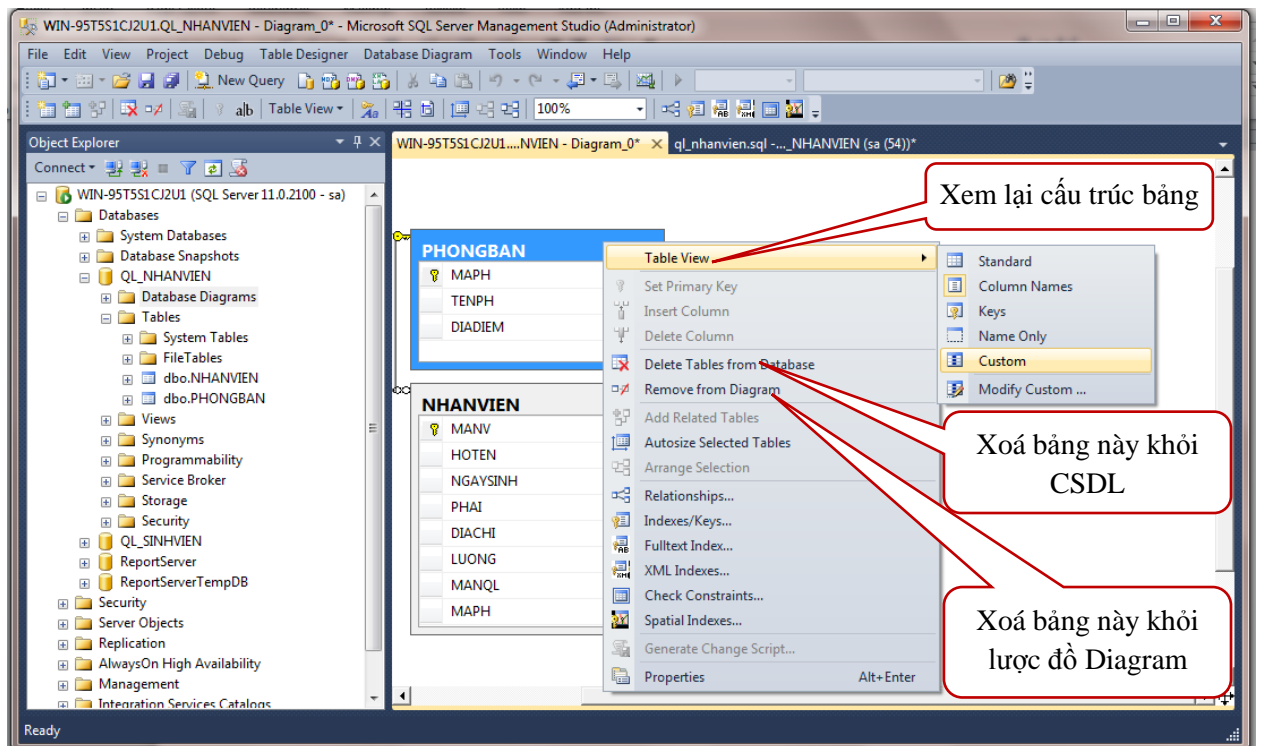 WIN-95T5S1CJ2U1.QL_NHANVIEN - Diagram_0* - Microsoft SQL Server Management Studio (Administrator)
File Edit View Project Debug Table Designer Database Diagram Tools Window Help
New Query
ab| Table View 100%
Object Explorer
WIN-95T5S1CJ2U1....NVIEN - Diagram_0* ql_nhanvien.sql -..._NHANVIEN (sa (54))*
Connect
WIN-95T5S1CJ2U1 (SQL Server 11.0.2100 - sa)
Databases
System Databases
Database Snapshots
QL_NHANVIEN
Database Diagrams
Tables
System Tables
FileTables
dbo.NHANVIEN
dbo.PHONGBAN
Views
Synonyms
Programmability
Service Broker
Storage
Security
QL_SINHVIEN
ReportServer
ReportServerTempDB
Security
Server Objects
Replication
AlwaysOn High Availability
Management
Integration Services Catalogs
PHONGBAN
MAPH
TENPH
DIADIEM
NHANVIEN
MANV
HOTEN
NGAYSINH
PHAI
DIACHI
LUONG
MANQL
MAPH
Table View
Set Primary Key
Insert Column
Delete Column
Delete Tables from Database
Remove from Diagram
Add Related Tables
Autosize Selected Tables
Arrange Selection
Relationships...
Indexes/Keys...
Fulltext Index...
XML Indexes...
Check Constraints...
Spatial Indexes...
Generate Change Script...
Properties Alt+Enter
Standard
Column Names
Keys
Name Only
Custom
Modify Custom ...
Xem lại cấu trúc bảng
Xoá bảng này khỏi
CSDL
Xoá bảng này khỏi
lược đồ Diagram
Ready